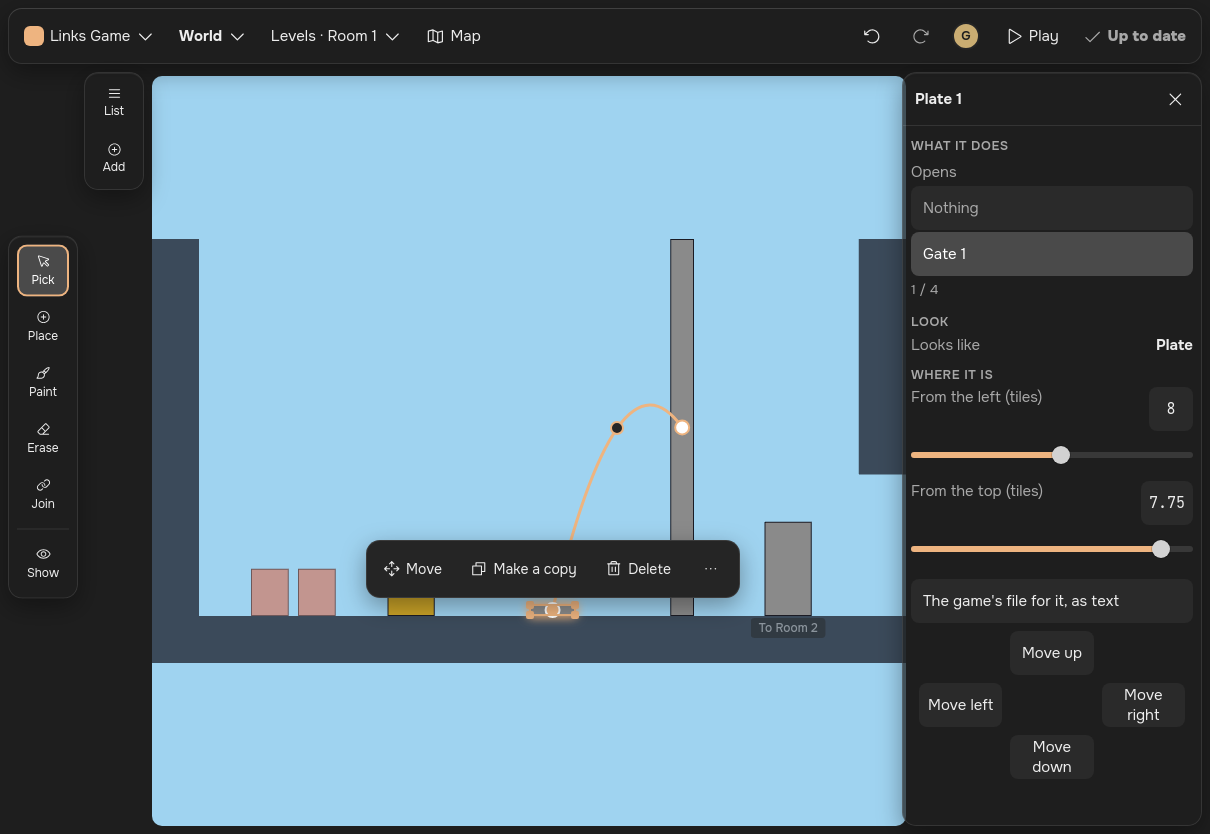 Links Game
World
Levels · Room 1
Map
G
Play
Up to date
List
Add
Pick
Place
Paint
Erase
Join
Show
Move
Make a copy
Delete
...
To Room 2
Plate 1
WHAT IT DOES
Opens
Nothing
Gate 1
1 / 4
LOOK
Looks like
Plate
WHERE IT IS
From the left (tiles)
8
From the top (tiles)
7.75
The game's file for it, as text
Move up
Move left
Move
right
Move
down